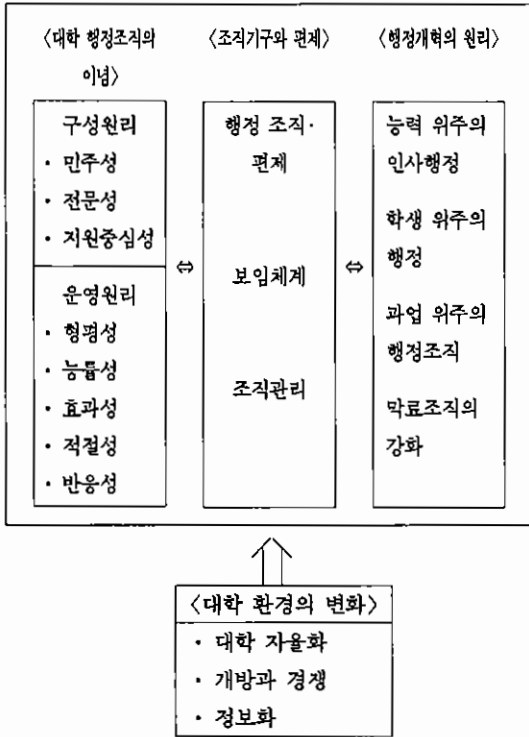 〈대학 행정조직의
이념〉
구성원리
· 민주성
· 전문성
· 지원중심성
운영원리
· 형평성
· 능률성
· 효과성
· 적절성
· 반응성
⇔
〈조직기구와 편제〉
행정 조직·
편제
보임체계
조직관리
⇔
〈행정개혁의 원리〉
능력 위주의
인사행정
학생 위주의
행정
과업 위주의
행정조직
막료조직의
강화
〈대학 환경의 변화〉
· 대학 자율화
· 개방과 경쟁
· 정보화